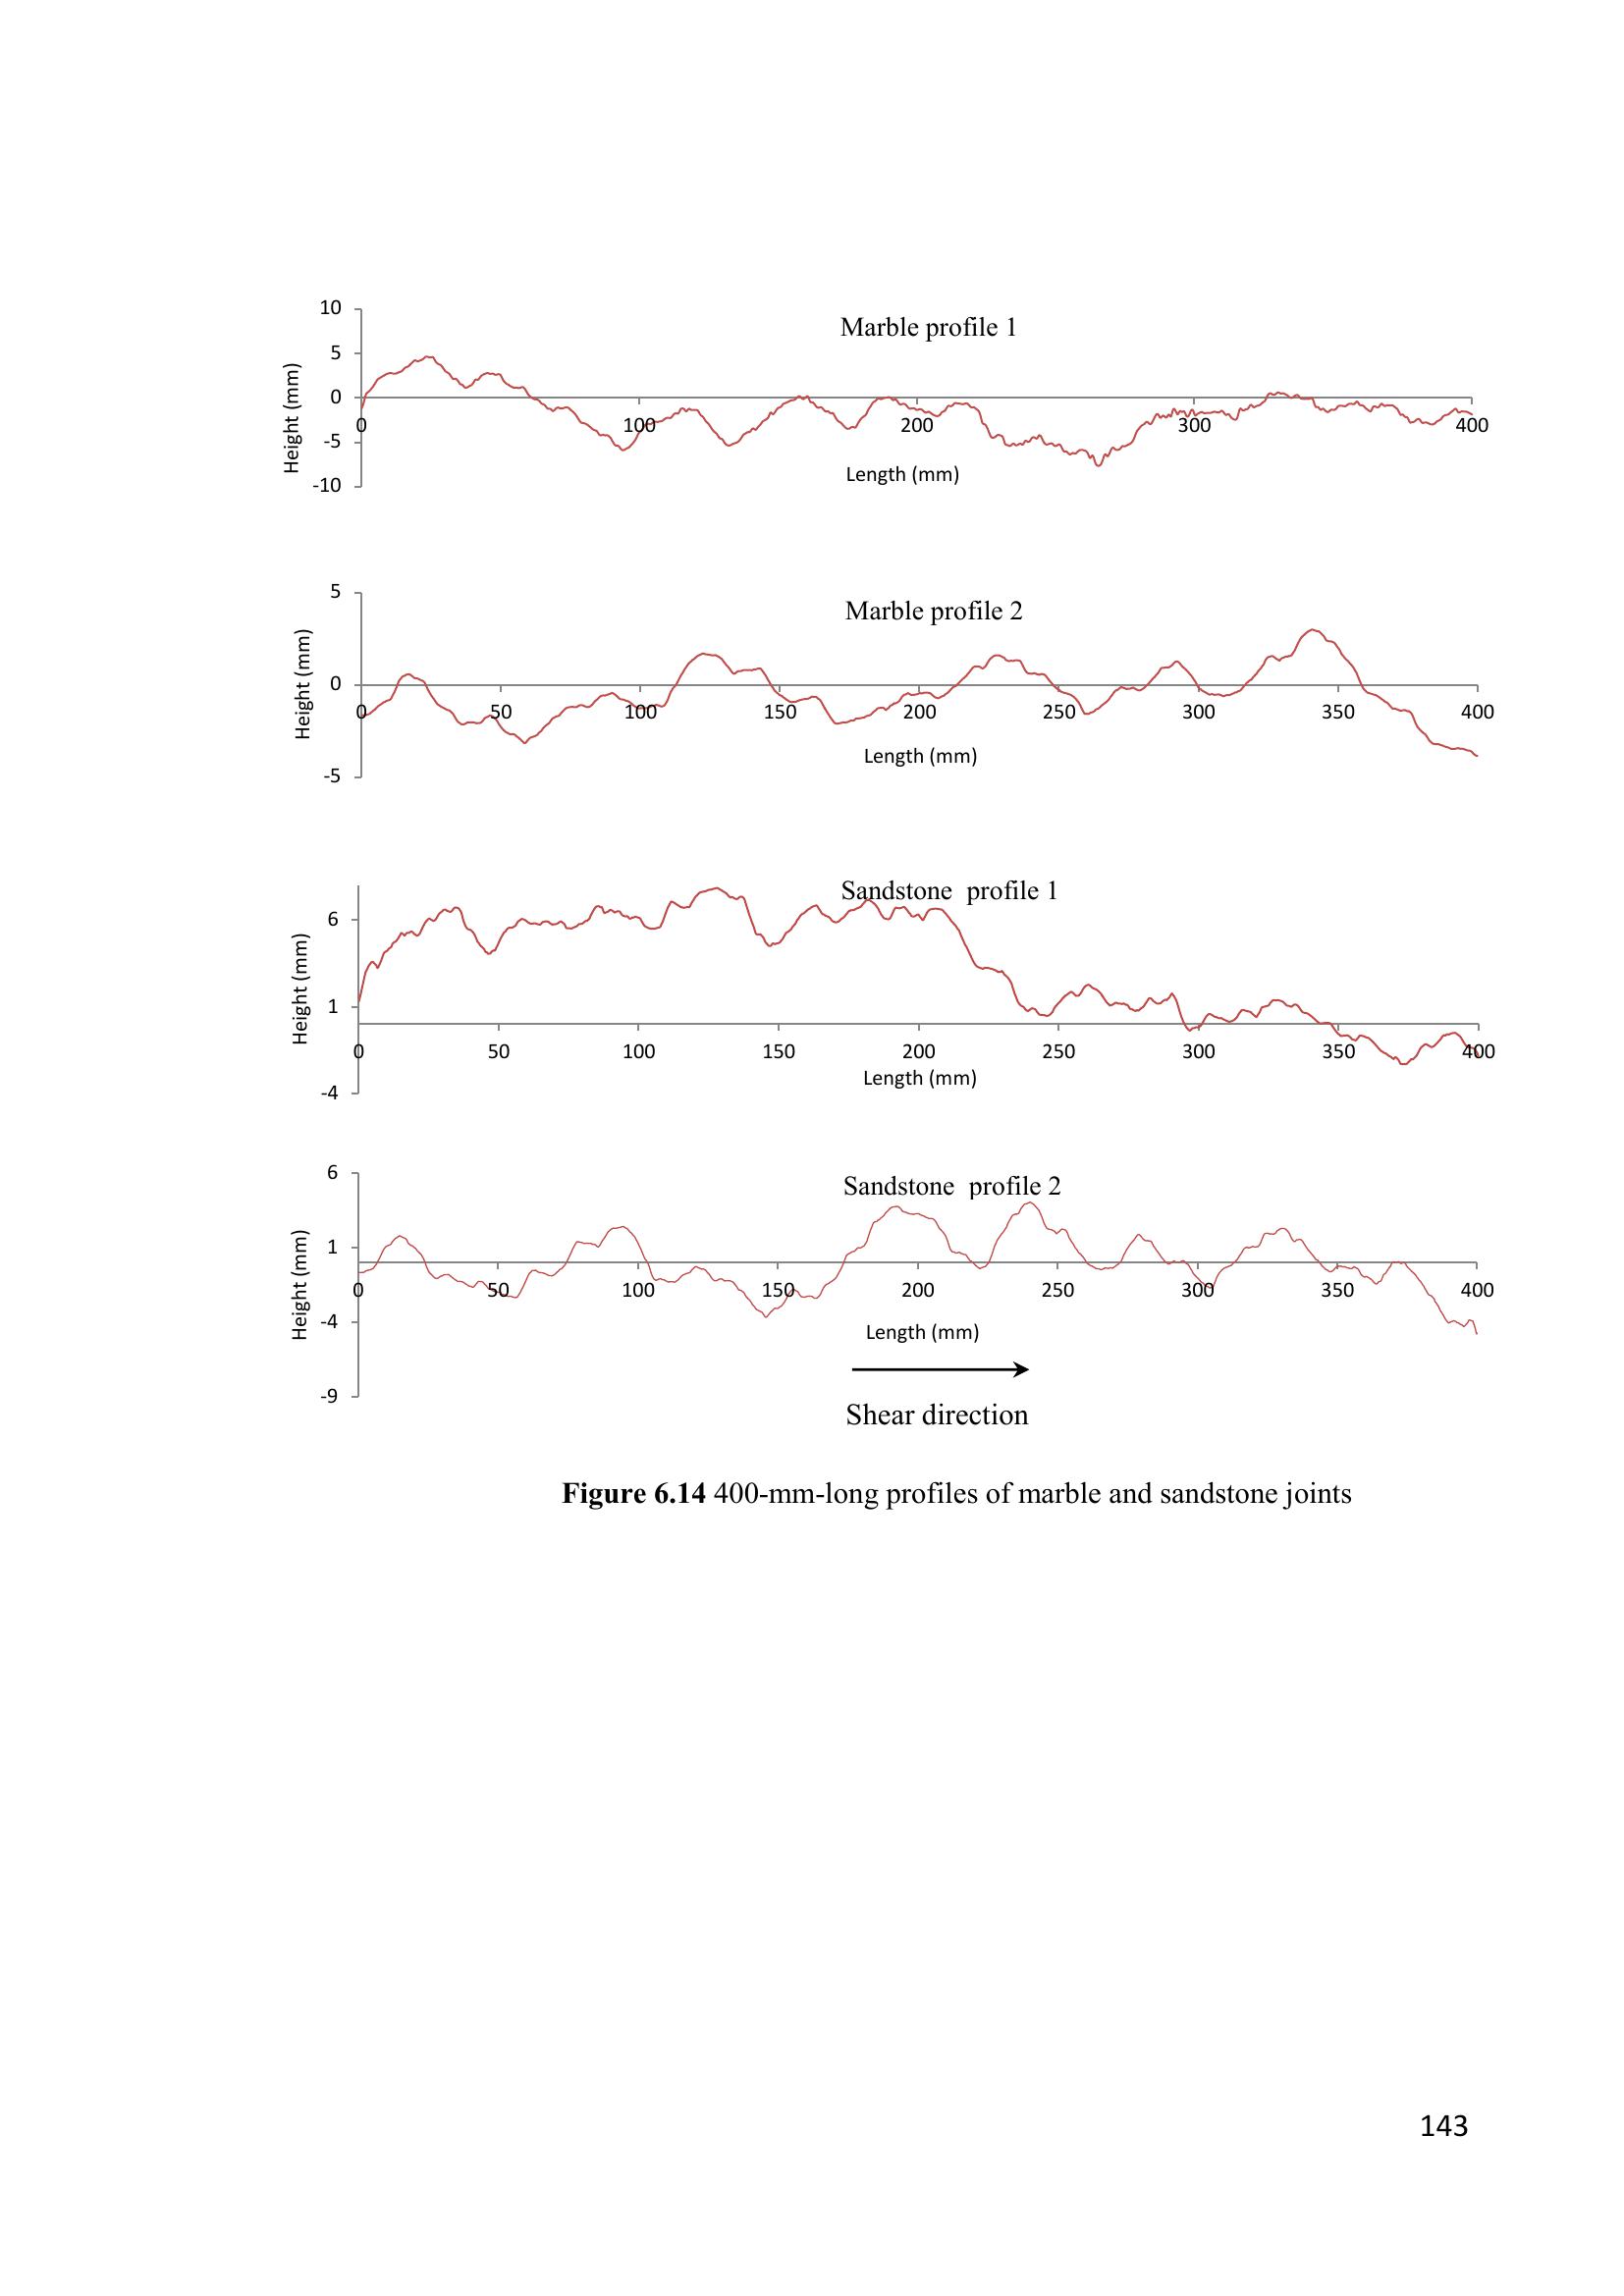 Marble profile 1
10
5
0
-5
-10
Height (mm)
0 100 200 300 400
Length (mm)
Marble profile 2
5
0
-5
Height (mm)
0 50 100 150 200 250 300 350 400
Length (mm)
Sandstone profile 1
6
1
-4
Height (mm)
0 50 100 150 200 250 300 350 400
Length (mm)
Sandstone profile 2
6
1
-4
-9
Height (mm)
0 50 100 150 200 250 300 350 400
Length (mm)
Shear direction
Figure 6.14 400-mm-long profiles of marble and sandstone joints
143